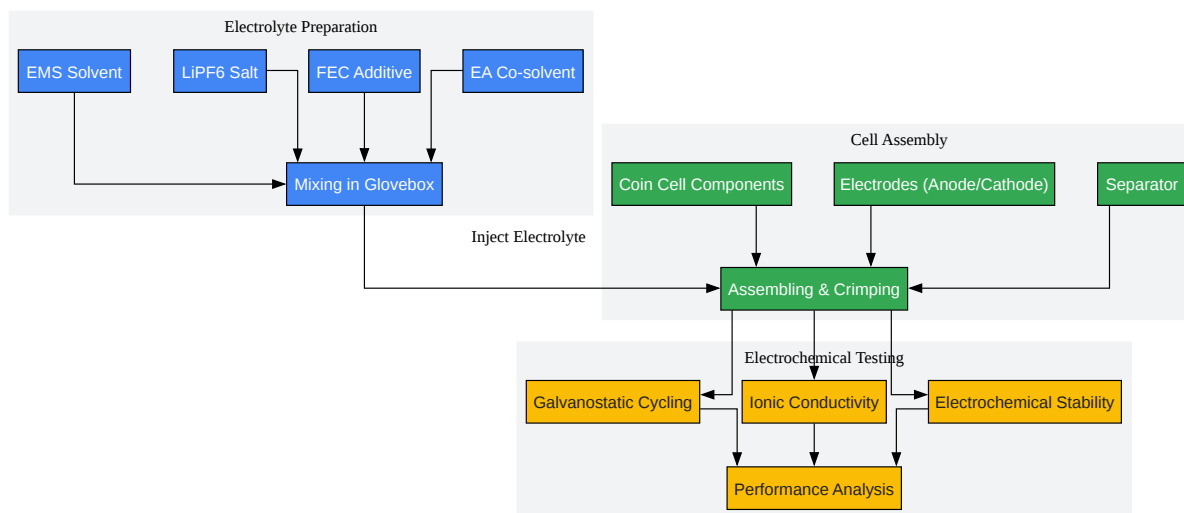 Electrolyte Preparation
EMS Solvent
LiPF6 Salt
FEC Additive
EA Co-solvent
Mixing in Glovebox
Inject Electrolyte
Cell Assembly
Coin Cell Components
Electrodes (Anode/Cathode)
Separator
Assembling & Crimping
Electrochemical Testing
Galvanostatic Cycling
Ionic Conductivity
Electrochemical Stability
Performance Analysis